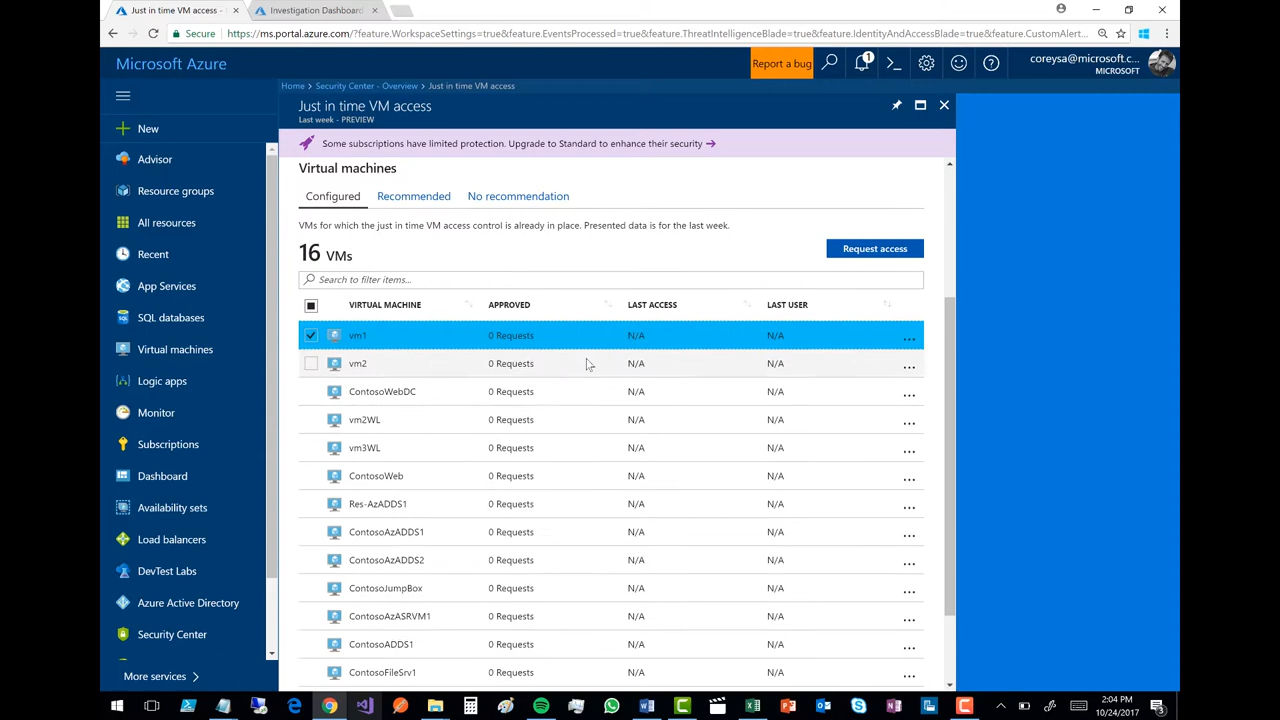 Just in time VM access -
Investigation Dashboard
Secure
https://ms.portal.azure.com/?feature.WorkspaceSettings=true&feature.EventsProcessed=true&feature.ThreatIntelligenceBlade=true&feature.IdentityAndAccessBlade=true&feature.CustomAlert...
Microsoft Azure
Report a bug
1
coreysa@microsoft.c...
MICROSOFT
Home > Security Center - Overview > Just in time VM access
Just in time VM access
Last week - PREVIEW
Some subscriptions have limited protection. Upgrade to Standard to enhance their security
New
Advisor
Resource groups
All resources
Recent
App Services
SQL databases
Virtual machines
Logic apps
Monitor
Subscriptions
Dashboard
Availability sets
Load balancers
DevTest Labs
Azure Active Directory
Security Center
More services >
Virtual machines
Configured Recommended No recommendation
VMs for which the just in time VM access control is already in place. Presented data is for the last week.
16 VMs
Request access
Search to filter items...
VIRTUAL MACHINE APPROVED LAST ACCESS LAST USER
vm1 0 Requests N/A N/A ...
vm2 0 Requests N/A N/A ...
ContosoWebDC 0 Requests N/A N/A ...
vm2WL 0 Requests N/A N/A ...
vm3WL 0 Requests N/A N/A ...
ContosoWeb 0 Requests N/A N/A ...
Res-AzADDS1 0 Requests N/A N/A ...
ContosoAzADDS1 0 Requests N/A N/A ...
ContosoAzADDS2 0 Requests N/A N/A ...
ContosoJumpBox 0 Requests N/A N/A ...
ContosoAzASRVM1 0 Requests N/A N/A ...
ContosoADDS1 0 Requests N/A N/A ...
ContosoFileSrv1 0 Requests N/A N/A ...
2:04 PM
10/24/2017
3